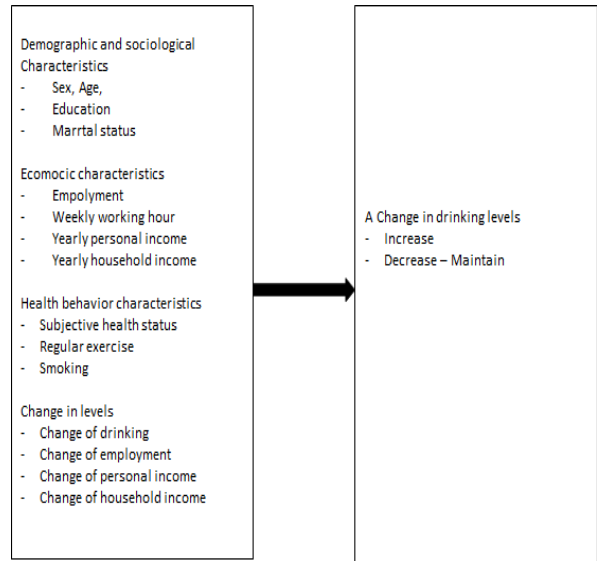 Demographic and sociological
Characteristics
- Sex, Age,
- Education
- Marrtal status
Ecomocic characteristics
- Empolyment
- Weekly working hour
- Yearly personal income
- Yearly household income
Health behavior characteristics
- Subjective health status
- Regular exercise
- Smoking
Change in levels
- Change of drinking
- Change of employment
- Change of personal income
- Change of household income
A Change in drinking levels
- Increase
- Decrease – Maintain